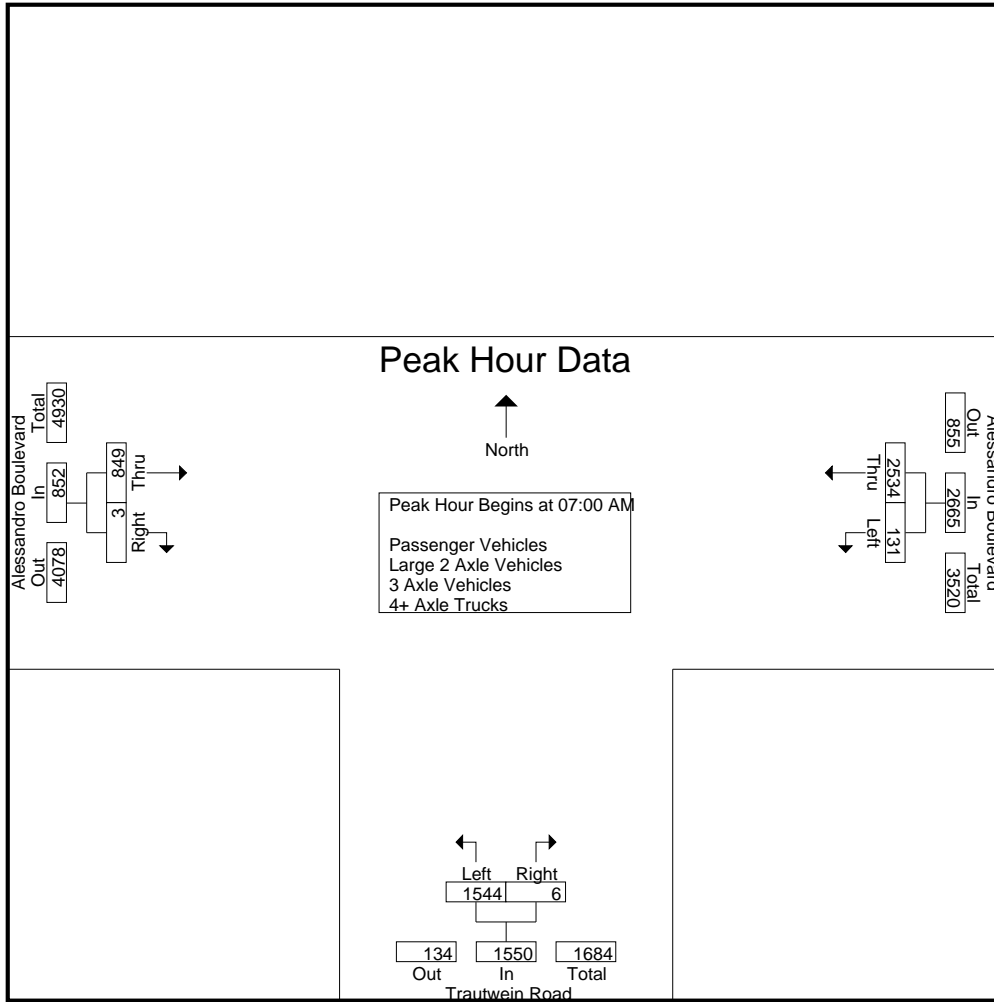 Peak Hour Data
North
Peak Hour Begins at 07:00 AM
Passenger Vehicles
Large 2 Axle Vehicles
3 Axle Vehicles
4+ Axle Trucks
Alessandro Boulevard
Total
4930
In
852
Out
4078
849
Thru
3
Right
Alessandro Boulevard
Out
855
In
2665
Total
3520
2534
Thru
131
Left
Left Right
1544 6
134 1550 1684
Out In Total
Trautwein Road